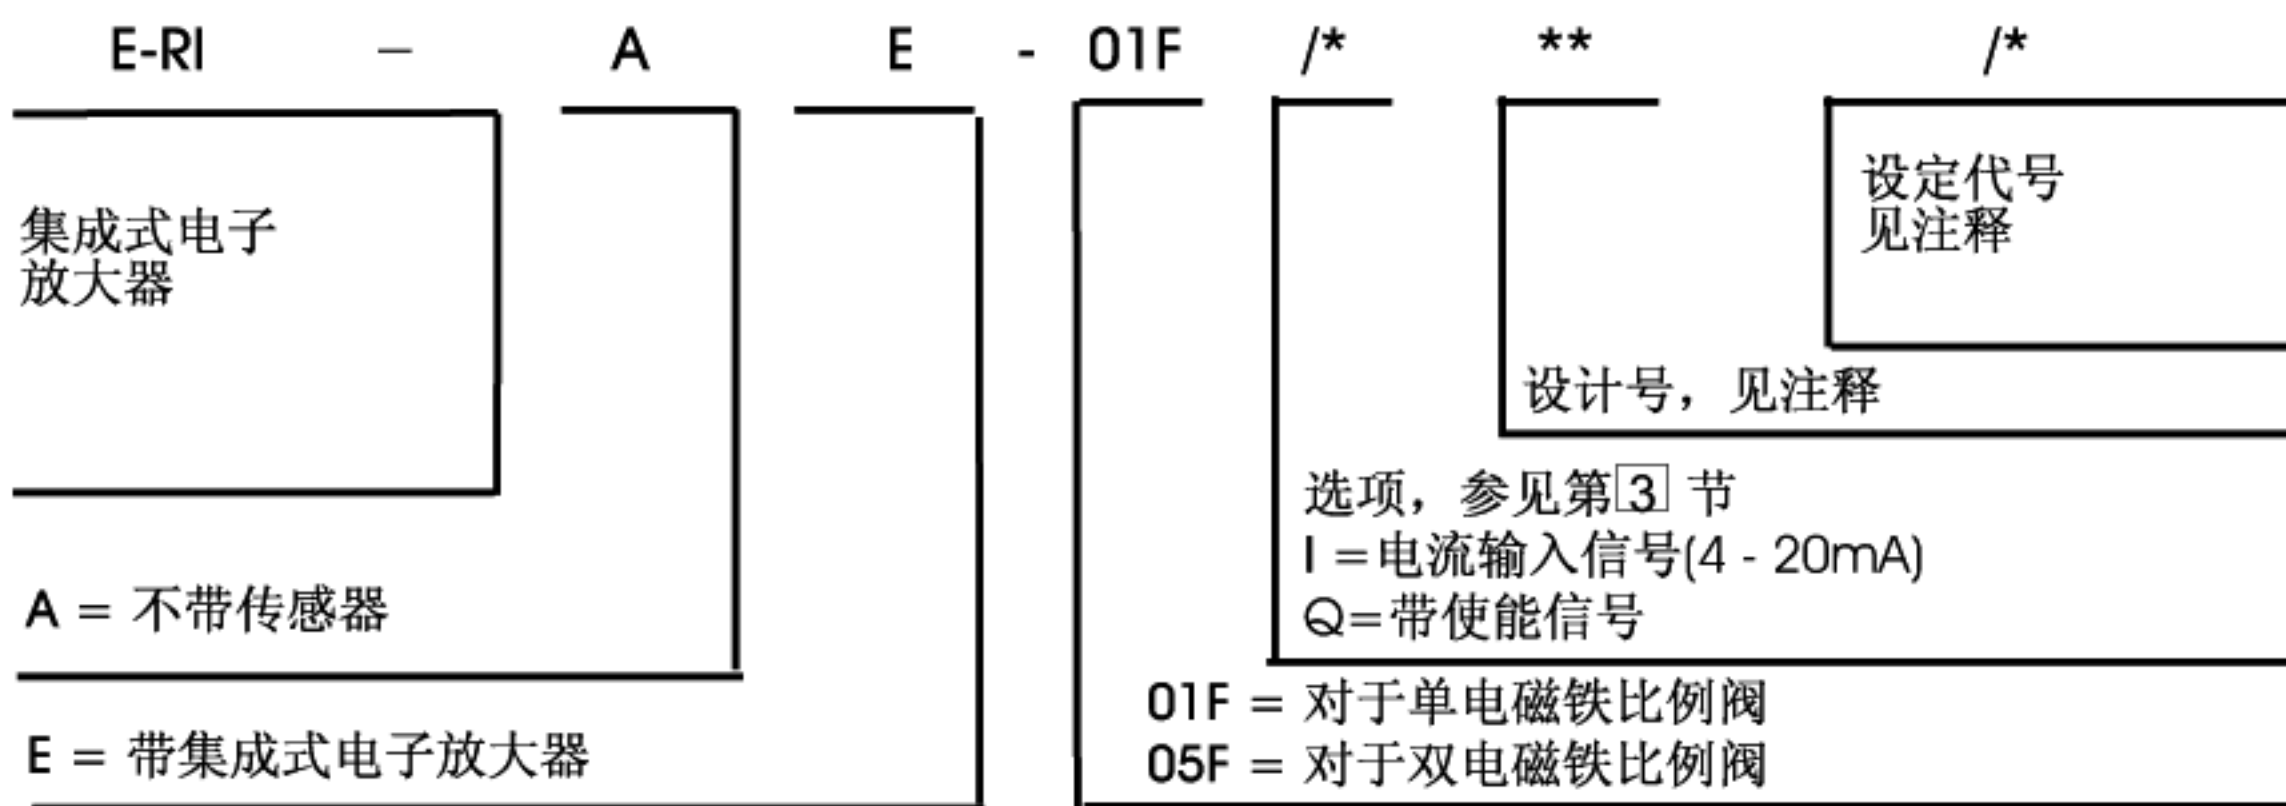 E-RI – A E - 01F /* ** /*
集成式电子
放大器
设定代号
见注释
设计号，见注释
选项，参见第3 节
I =电流输入信号(4 - 20mA)
Q=带使能信号
A = 不带传感器
01F = 对于单电磁铁比例阀
E = 带集成式电子放大器
05F = 对于双电磁铁比例阀